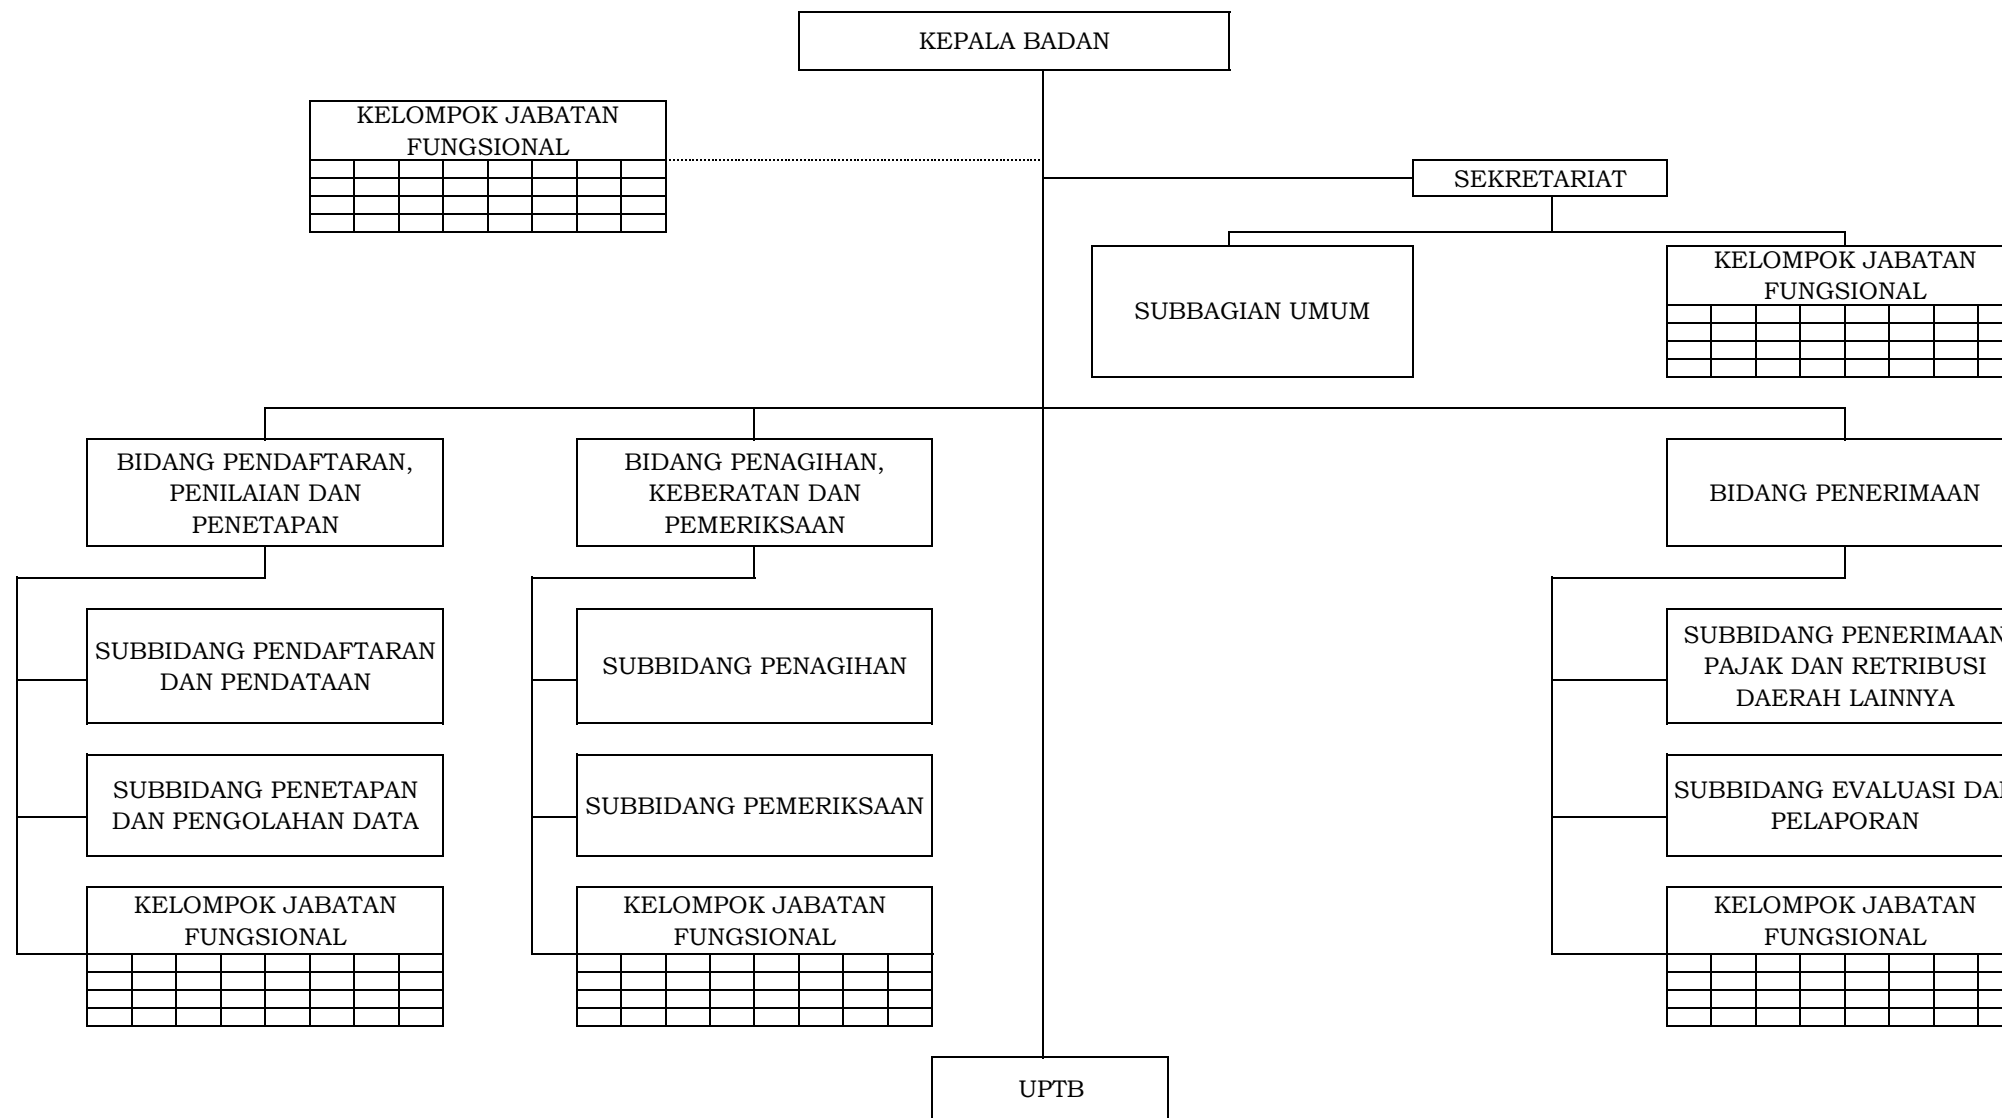 KEPALA BADAN
KELOMPOK JABATAN
FUNGSIONAL
SEKRETARIAT
SUBBAGIAN UMUM
KELOMPOK JABATAN
FUNGSIONAL
BIDANG PENDAFTARAN,
PENILAIAN DAN
PENETAPAN
BIDANG PENAGIHAN,
KEBERATAN DAN
PEMERIKSAAN
BIDANG PENERIMAAN
SUBBIDANG PENDAFTARAN
DAN PENDATAAN
SUBBIDANG PENAGIHAN
SUBBIDANG PENERIMAAN
PAJAK DAN RETRIBUSI
DAERAH LAINNYA
SUBBIDANG PENETAPAN
DAN PENGOLAHAN DATA
SUBBIDANG PEMERIKSAAN
SUBBIDANG EVALUASI DAN
PELAPORAN
KELOMPOK JABATAN
FUNGSIONAL
KELOMPOK JABATAN
FUNGSIONAL
KELOMPOK JABATAN
FUNGSIONAL
UPTB